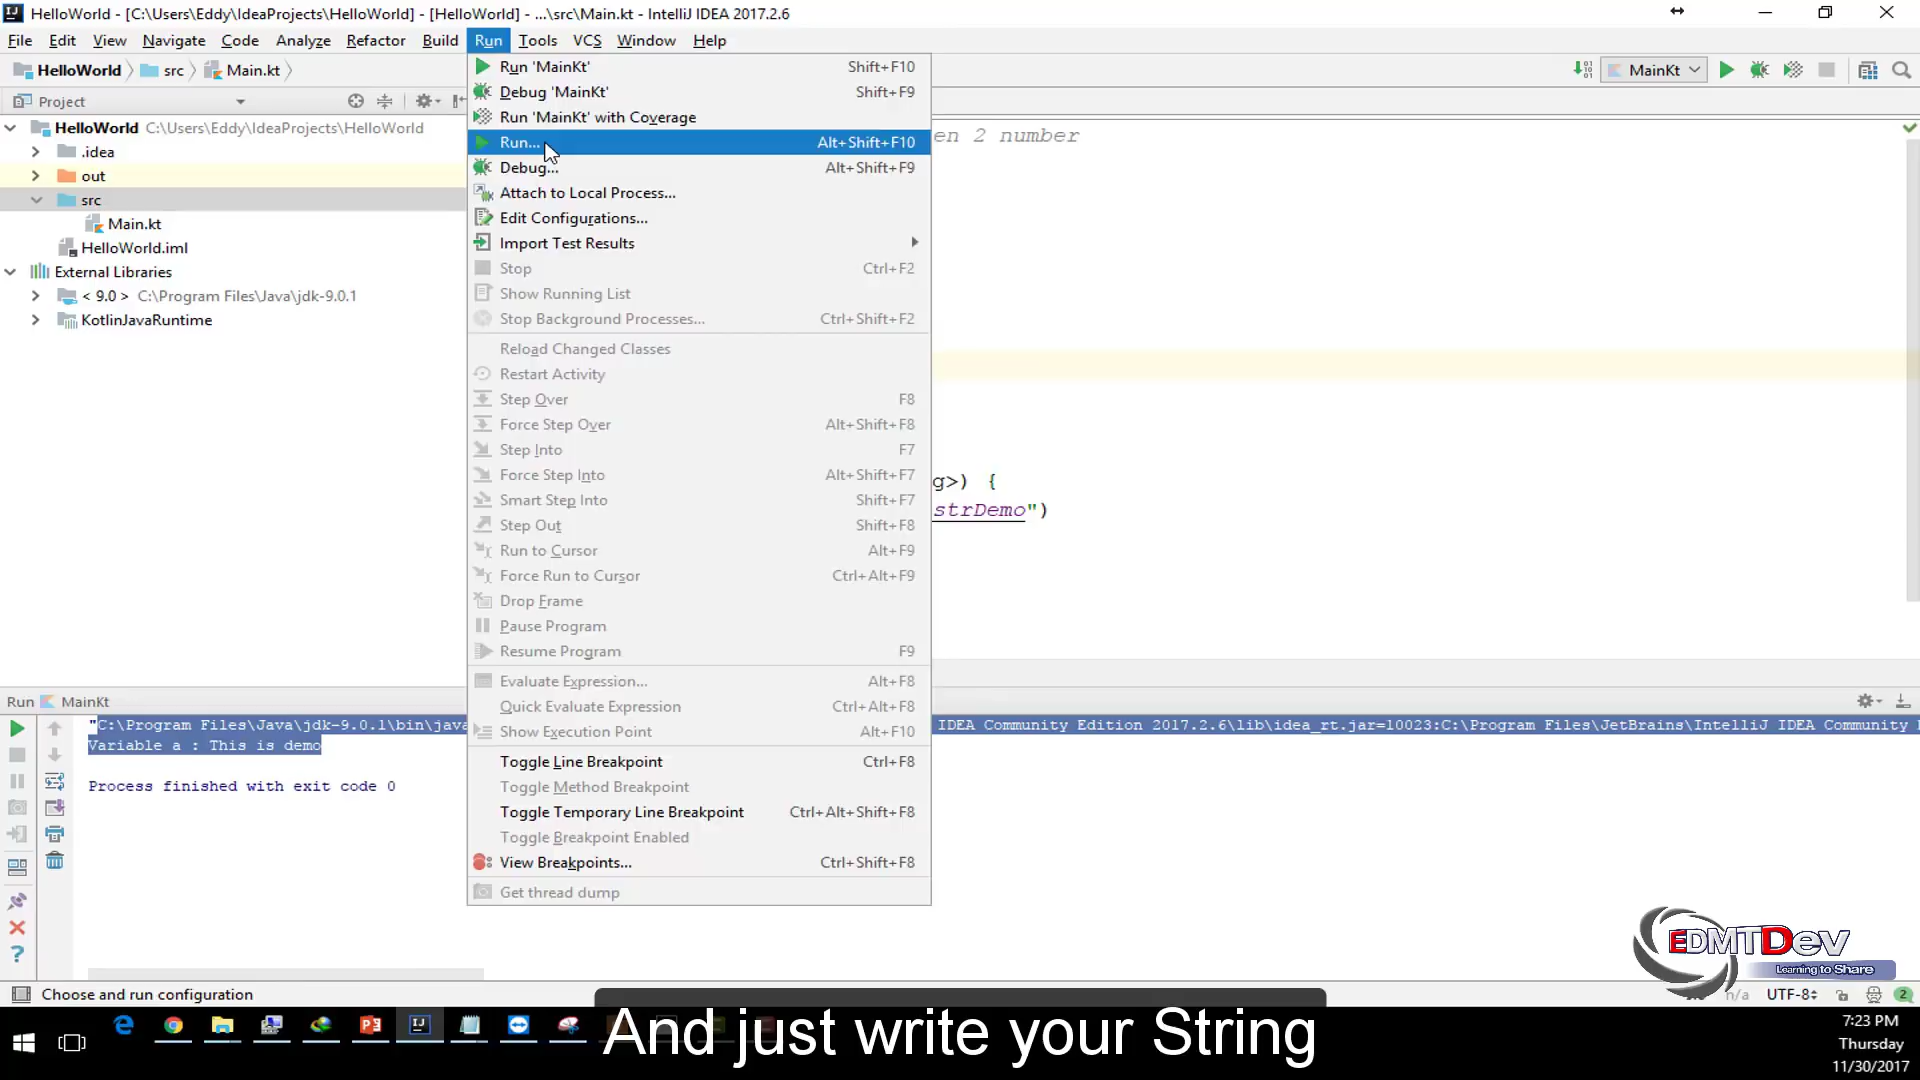 HelloWorld - [C:\Users\Eddy\IdeaProjects\HelloWorld] - [HelloWorld] - ...\src\Main.kt - IntelliJ IDEA 2017.2.6
File Edit View Navigate Code Analyze Refactor Build Run Tools VCS Window Help
HelloWorld src Main.kt MainKt
Project
HelloWorld C:\Users\Eddy\IdeaProjects\HelloWorld
.idea
out
src
Main.kt
HelloWorld.iml
External Libraries
< 9.0 > C:\Program Files\Java\jdk-9.0.1
KotlinJavaRuntime
Run 'MainKt' Shift+F10
Debug 'MainKt' Shift+F9
Run 'MainKt' with Coverage
Run... Alt+Shift+F10
Debug... Alt+Shift+F9
Attach to Local Process...
Edit Configurations...
Import Test Results
Stop Ctrl+F2
Show Running List
Stop Background Processes... Ctrl+Shift+F2
Reload Changed Classes
Restart Activity
Step Over F8
Force Step Over Alt+Shift+F8
Step Into F7
Force Step Into Alt+Shift+F7
Smart Step Into Shift+F7
Step Out Shift+F8
Run to Cursor Alt+F9
Force Run to Cursor Ctrl+Alt+F9
Drop Frame
Pause Program
Resume Program F9
Evaluate Expression... Alt+F8
Quick Evaluate Expression Ctrl+Alt+F8
Show Execution Point Alt+F10
Toggle Line Breakpoint Ctrl+F8
Toggle Method Breakpoint
Toggle Temporary Line Breakpoint Ctrl+Alt+Shift+F8
Toggle Breakpoint Enabled
View Breakpoints... Ctrl+Shift+F8
Get thread dump
en 2 number
g>) {
strDemo")
Run MainKt
"C:\Program Files\Java\jdk-9.0.1\bin\java IDEA Community Edition 2017.2.6\lib\idea_rt.jar=10023:C:\Program Files\JetBrains\IntelliJ IDEA Community
Variable a : This is demo
Process finished with exit code 0
EDMTDev
Learning to Share
Choose and run configuration n/a UTF-8 2
And just write your String
7:23 PM
Thursday
11/30/2017